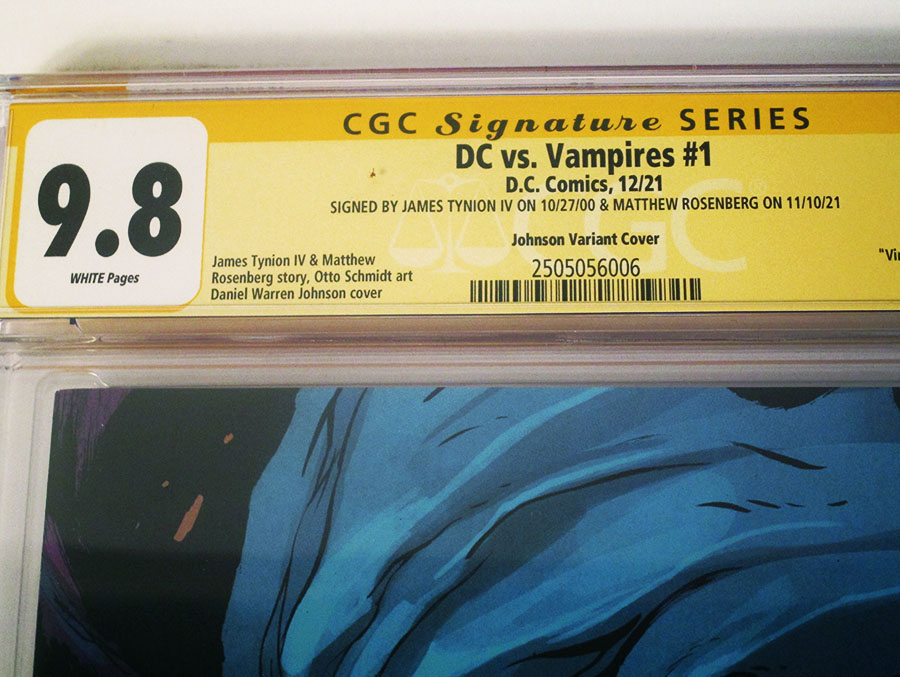 CGC Signature SERIES
DC vs. Vampires #1
D.C. Comics, 12/21
SIGNED BY JAMES TYNION IV ON 10/27/00 & MATTHEW ROSENBERG ON 11/10/21
9.8
WHITE Pages
Johnson Variant Cover
2505056006
James Tynion IV & Matthew
Rosenberg story, Otto Schmidt art
Daniel Warren Johnson cover
CGC